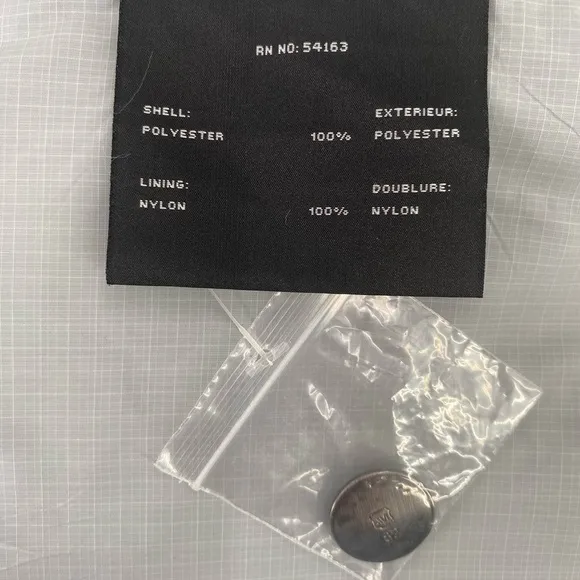 RN NO: 54163
SHELL: EXTERIEUR:
POLYESTER 100% POLYESTER
LINING: DOUBLURE:
NYLON 100% NYLON